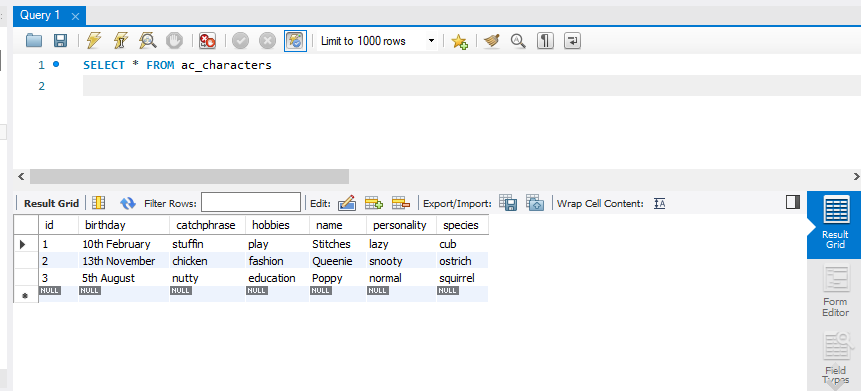 Query 1 ×
Limit to 1000 rows
1 SELECT * FROM ac_characters
2
Result Grid Filter Rows: Edit: Export/Import: Wrap Cell Content:
id birthday catchphrase hobbies name personality species
1 10th February stuffin play Stitches lazy cub
2 13th November chicken fashion Queenie snooty ostrich
3 5th August nutty education Poppy normal squirrel
NULL NULL NULL NULL NULL NULL NULL
Result
Grid
Form
Editor
Field
Types